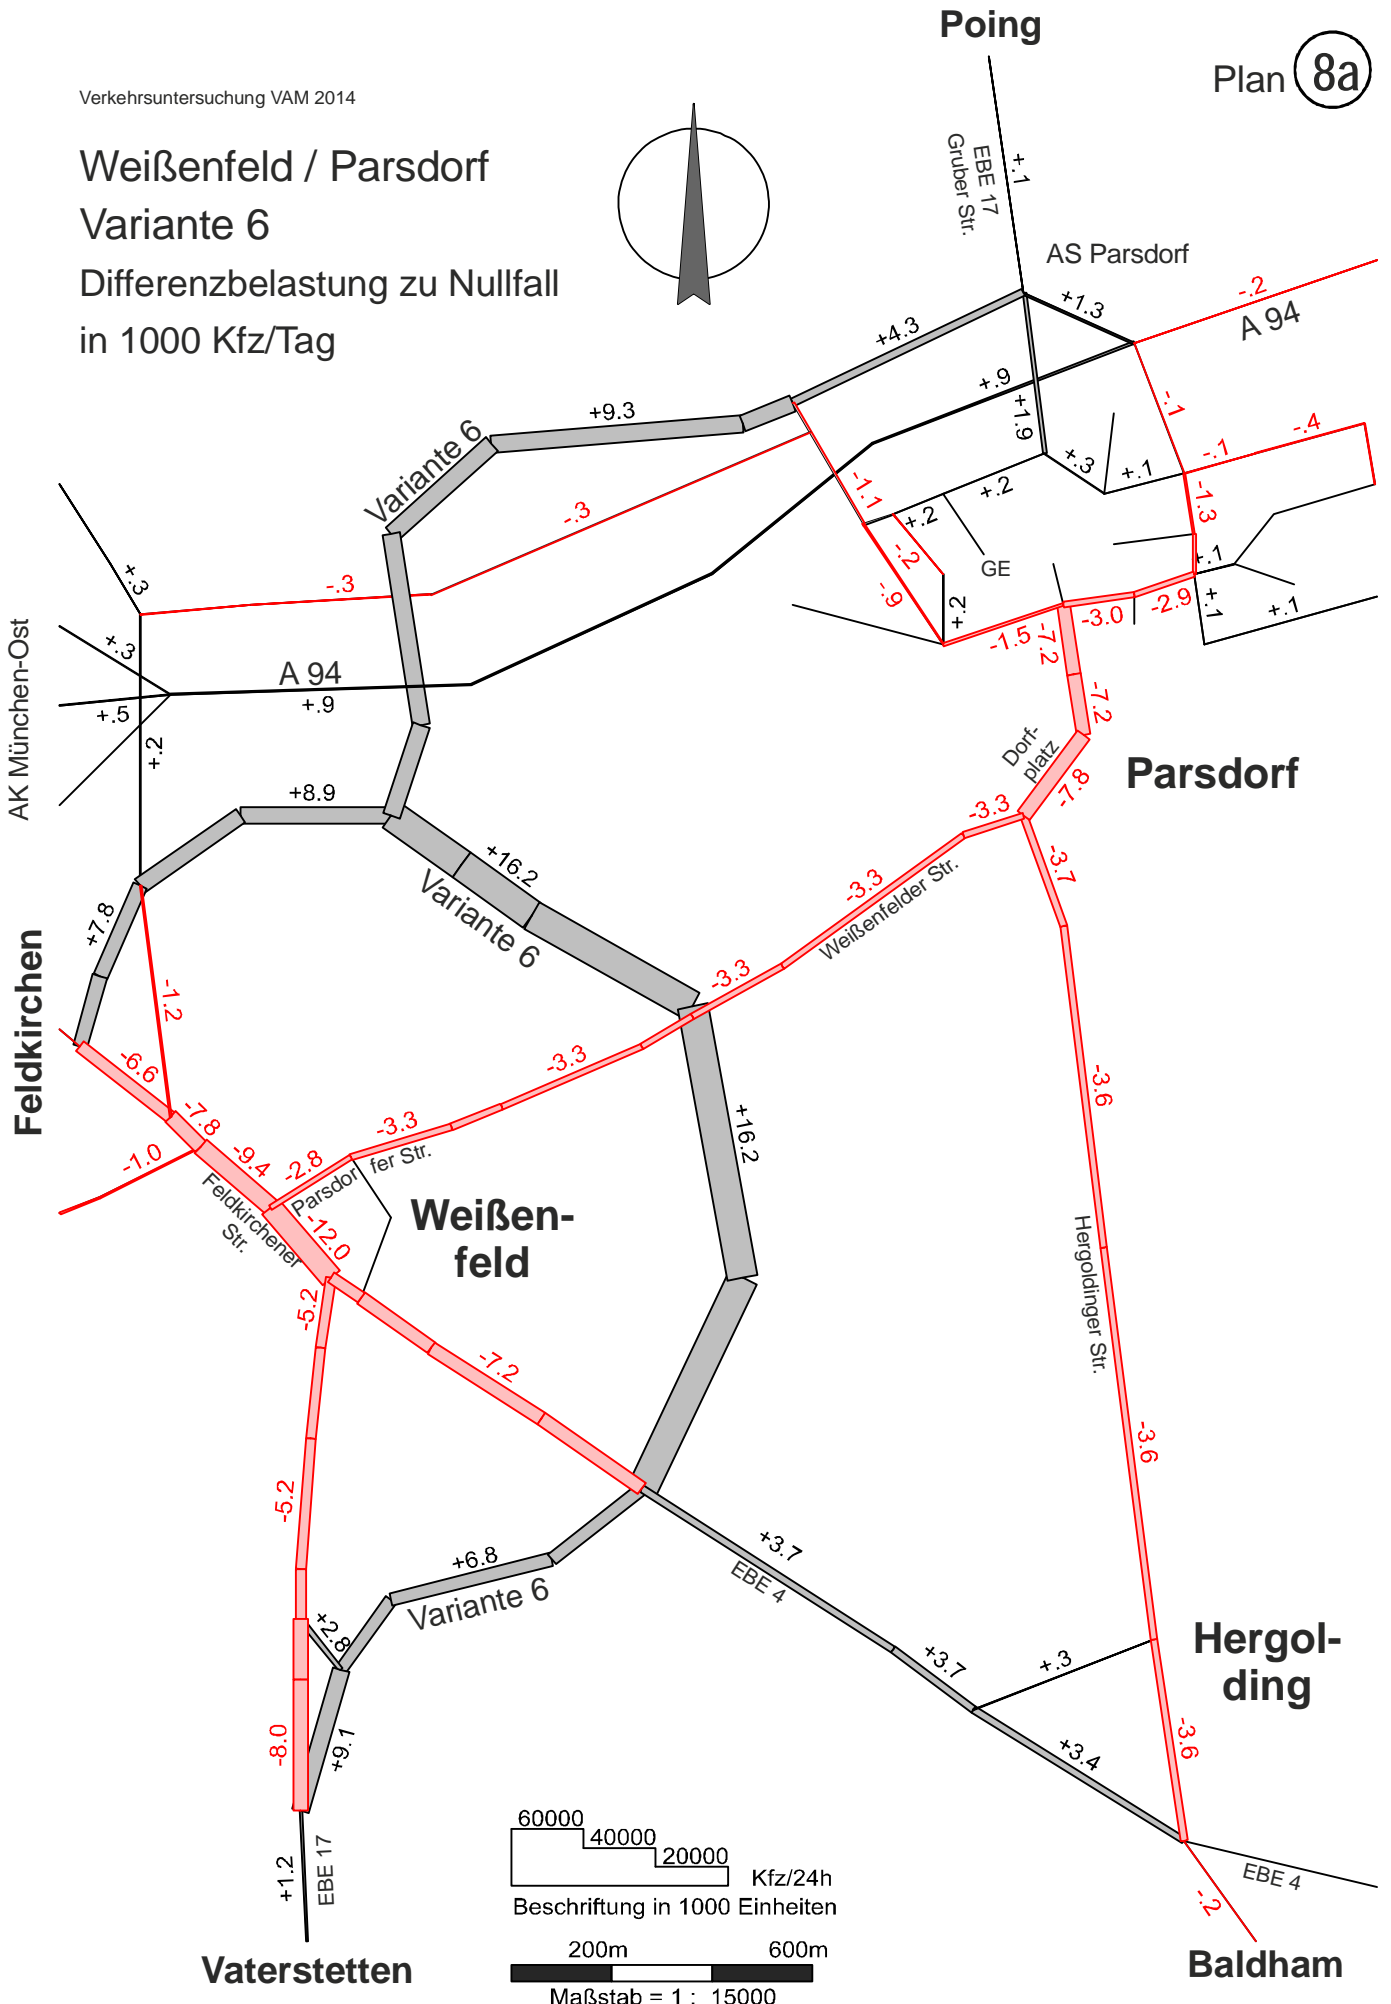 Poing
Plan 8a
Verkehrsuntersuchung VAM 2014
Weißenfeld / Parsdorf
Variante 6
Differenzbelastung zu Nullfall
in 1000 Kfz/Tag
EBE 17
Gruber Str.
+.1
AS Parsdorf
+1.3
-.2
A 94
+4.3
+.9
+1.9
-.1
+9.3
Variante 6
-.3
-1.1
+.3
+.1
-.1
-.4
+.2
+.2
-1.3
-.2
-.9
GE
+.1
+.3
-.3
+.2
-1.5
-7.2
-3.0
-2.9
+.1
+.1
AK München-Ost
+.3
+.5
+.2
A 94
+.9
-7.2
Dorf-
platz
-7.8
Parsdorf
+8.9
-3.3
+16.2
Variante 6
-3.3
Weißenfelder Str.
-3.7
+7.8
Feldkirchen
-1.2
-3.3
-3.3
-6.6
-7.8
-3.6
-3.3
+16.2
-1.0
-9.4
-2.8
Parsdor fer Str.
Feldkirchener
Str.
-12.0
Weißen-
feld
Hergoldinger Str.
-5.2
-7.2
-5.2
-3.6
+3.7
EBE 4
+6.8
Variante 6
+2.8
+3.7
+.3
Hergol-
ding
-8.0
+9.1
+3.4
-3.6
60000
40000
20000
Kfz/24h
Beschriftung in 1000 Einheiten
+1.2
EBE 17
EBE 4
-.2
200m 600m
Vaterstetten
Baldham
Maßstab = 1 : 15000